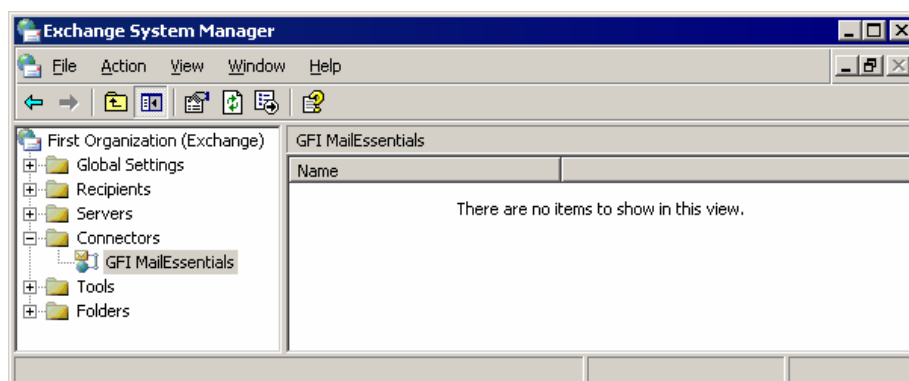 Exchange System Manager
File Action View Window Help
First Organization (Exchange)
Global Settings
Recipients
Servers
Connectors
GFI MailEssentials
Tools
Folders
GFI MailEssentials
Name
There are no items to show in this view.